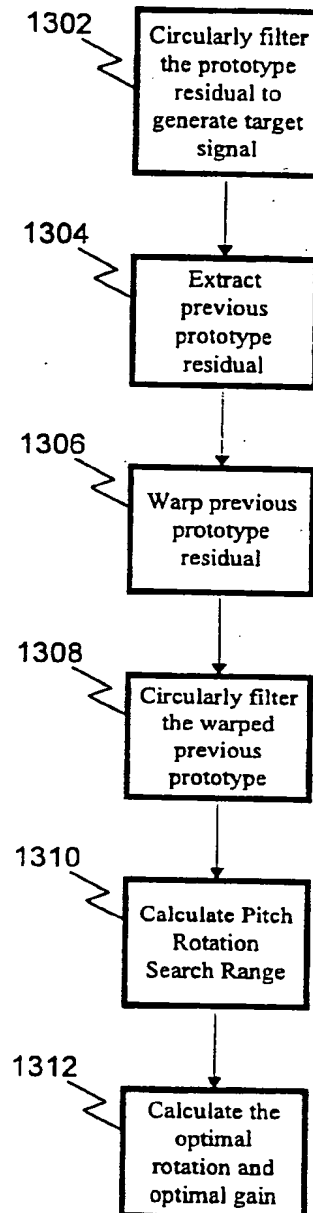 1302
Circularly filter
the prototype
residual to
generate target
signal
1304
Extract
previous
prototype
residual
1306
Warp previous
prototype
residual
1308
Circularly filter
the warped
previous
prototype
1310
Calculate Pitch
Rotation
Search Range
1312
Calculate the
optimal
rotation and
optimal gain